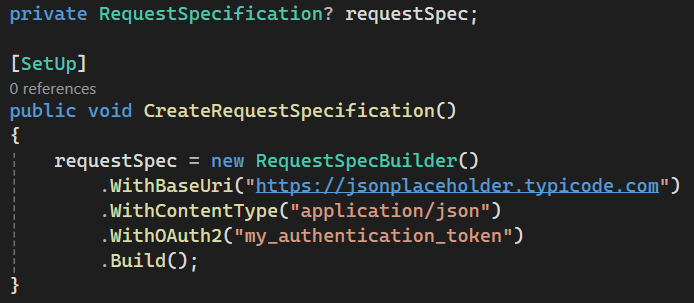 private RequestSpecification? requestSpec;
[SetUp]
0 references
public void CreateRequestSpecification()
{
requestSpec = new RequestSpecBuilder()
.WithBaseUri("https://jsonplaceholder.typicode.com")
.WithContentType("application/json")
.WithOAuth2("my_authentication_token")
.Build();
}